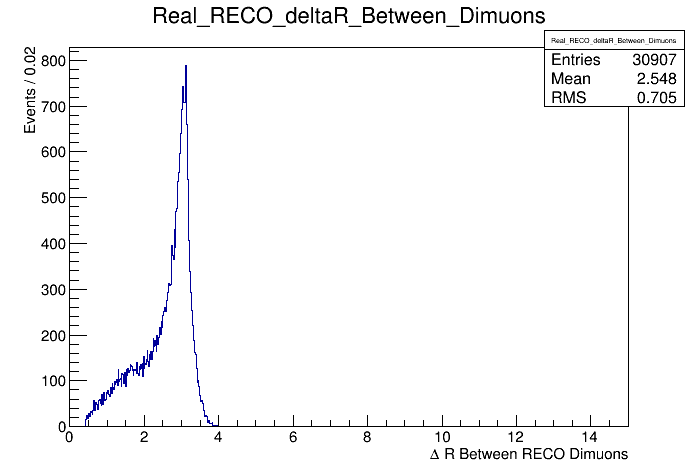 Real_RECO_deltaR_Between_Dimuons
Real_RECO_deltaR_Between_Dimuons
Entries 30907
Mean 2.548
RMS 0.705
Events / 0.02
800
700
600
500
400
300
200
100
0
0 2 4 6 8 10 12 14
Δ R Between RECO Dimuons